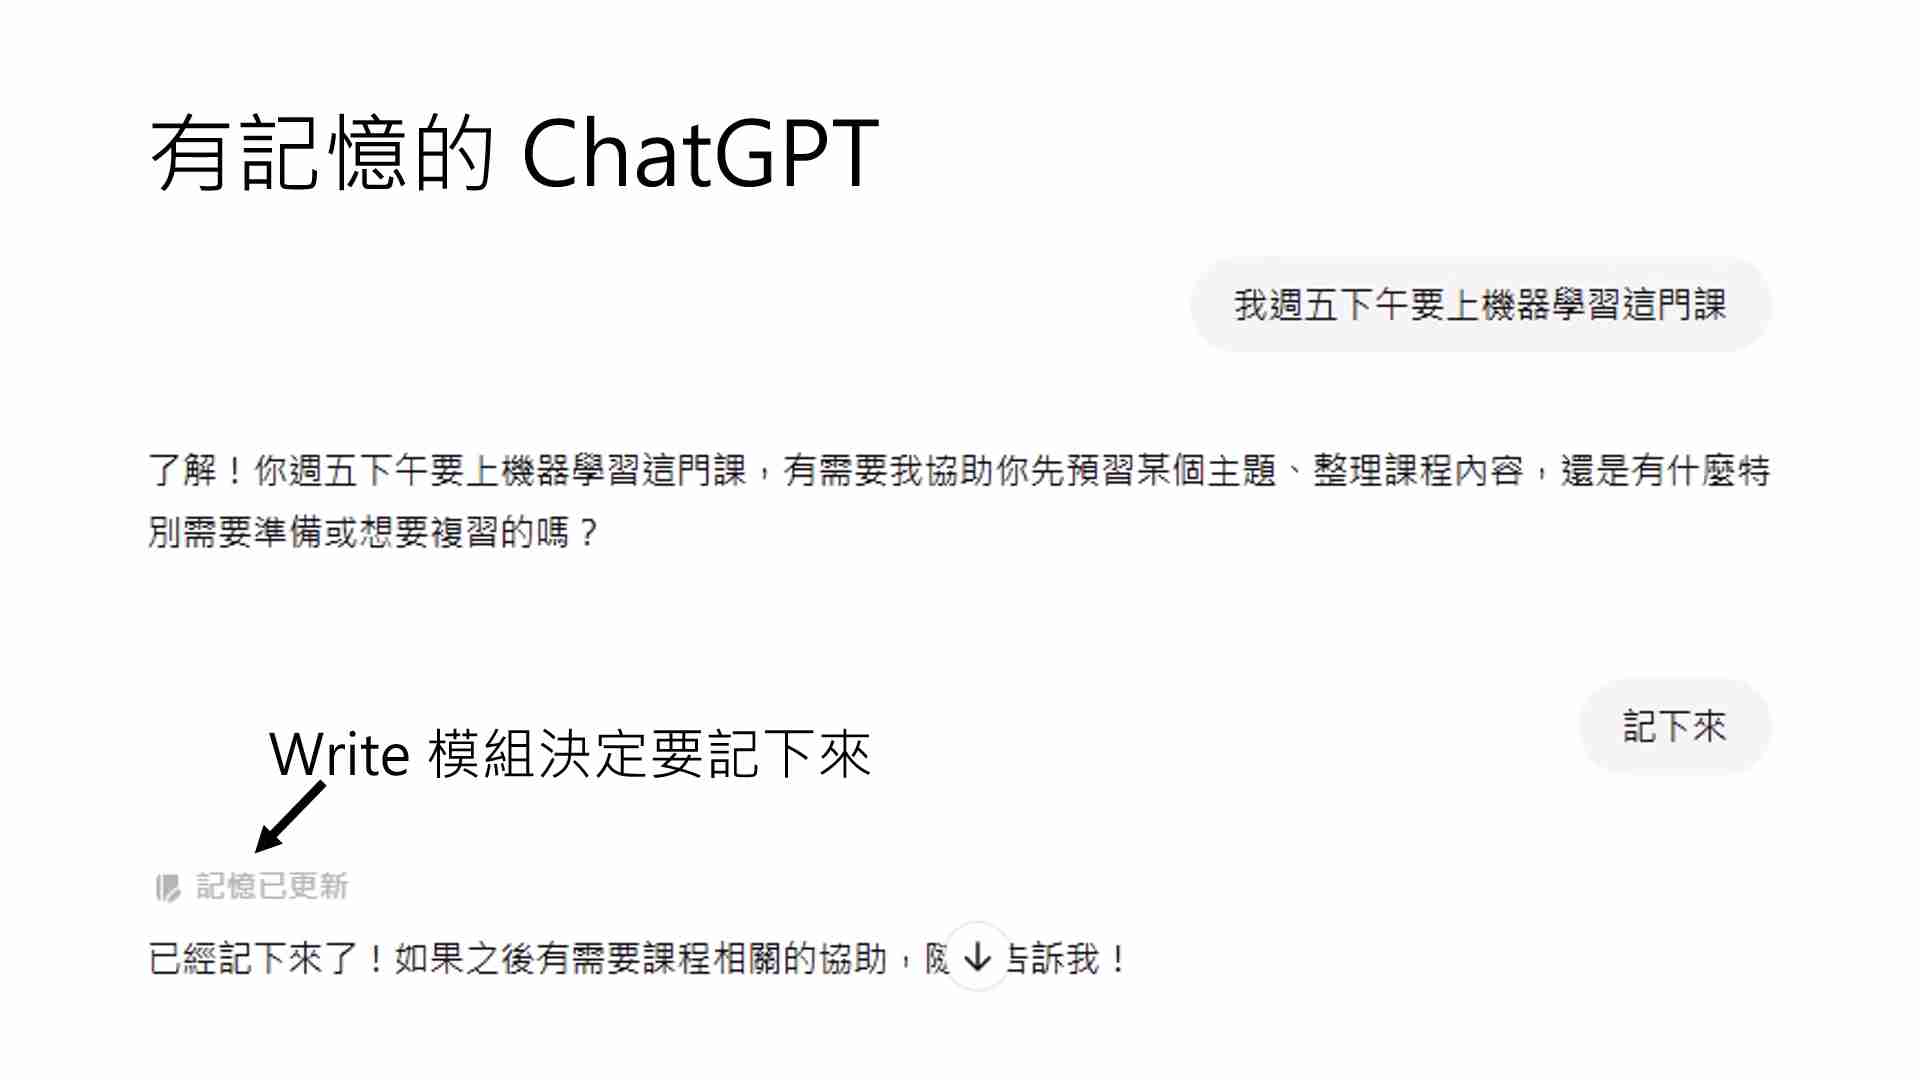 有記憶的 ChatGPT
我週五下午要上機器學習這門課
了解！你週五下午要上機器學習這門課，有需要我協助你先預習某個主題、整理課程內容，還是有什麼特
別需要準備或想要複習的嗎？
記下來
Write 模組決定要記下來
記憶已更新
已經記下來了！如果之後有需要課程相關的協助，隨告訴我！